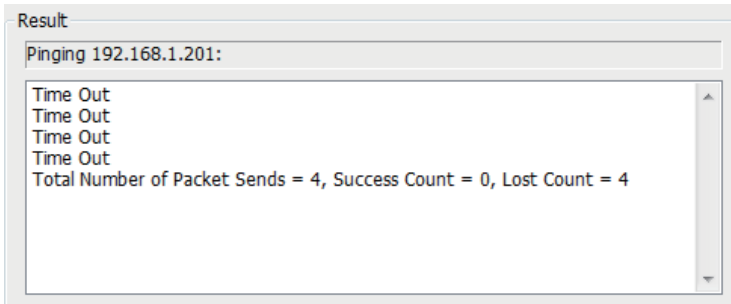 Result
Pinging 192.168.1.201:
Time Out
Time Out
Time Out
Time Out
Total Number of Packet Sends = 4, Success Count = 0, Lost Count = 4